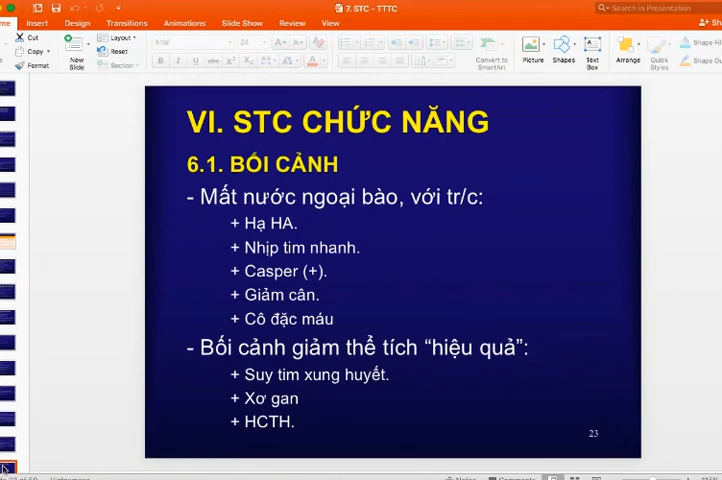 7. STC - TTTC
Search in Presentation
Insert Design Transitions Animations Slide Show Review View
Cut
Copy
Format
New Slide
Layout
Reset
Section
Arial 24
Convert to SmartArt
Picture
Shapes
Text Box
Arrange
Quick Styles
Shape
Shape
VI. STC CHỨC NĂNG
6.1. BỐI CẢNH
- Mất nước ngoại bào, với tr/c:
+ Hạ HA.
+ Nhịp tim nhanh.
+ Casper (+).
+ Giảm cân.
+ Cô đặc máu
- Bối cảnh giảm thể tích “hiệu quả”:
+ Suy tim xung huyết.
+ Xơ gan
+ HCTH.
23